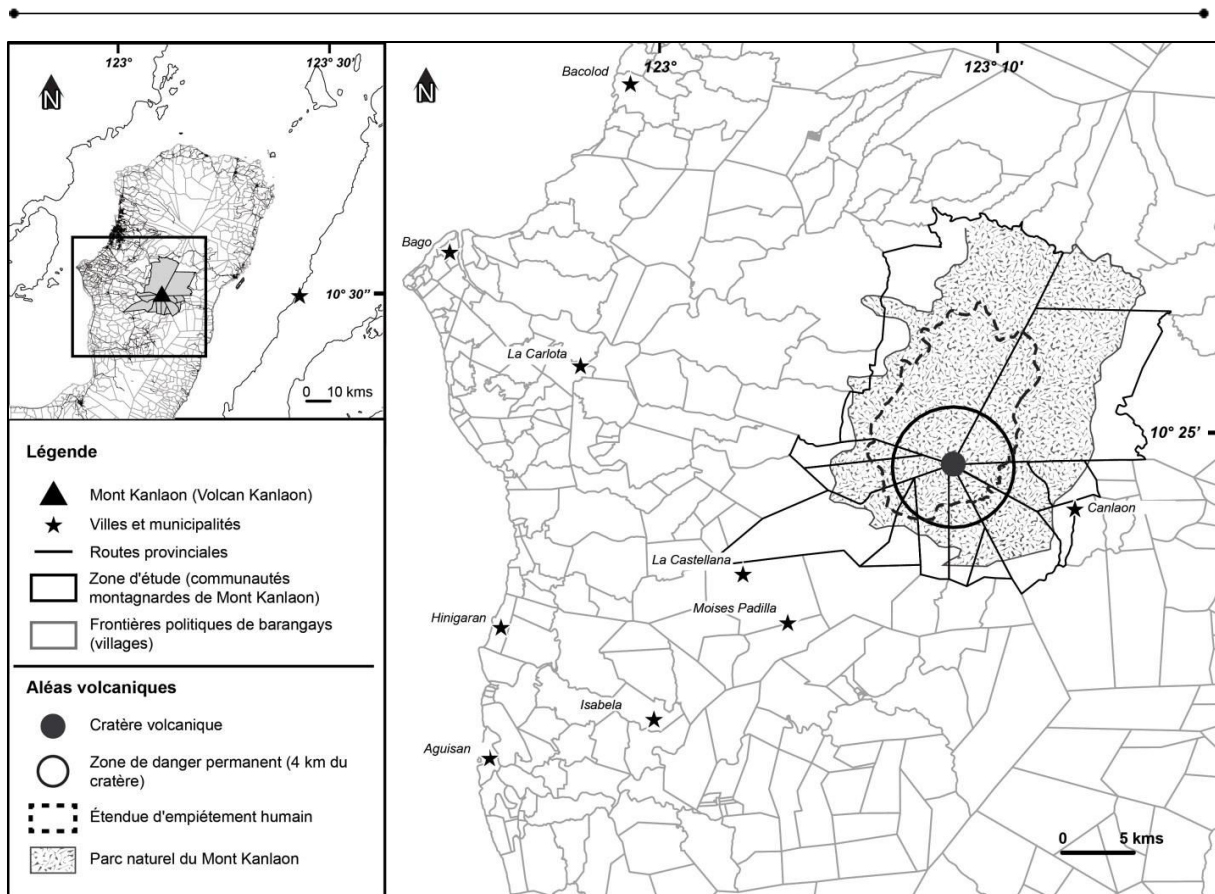 123°
123° 30'
N
10° 30"
0 10 kms
Légende
Mont Kanlaon (Volcan Kanlaon)
Villes et municipalités
Routes provinciales
Zone d'étude (communautés
montagnardes de Mont Kanlaon)
Frontières politiques de barangays
(villages)
Aléas volcaniques
Cratère volcanique
Zone de danger permanent (4 km du
cratère)
Étendue d'empiétement humain
Parc naturel du Mont Kanlaon
123°
123° 10'
N
Bacolod
Bago
La Carlota
10° 25'
Canlaon
La Castellana
Moises Padilla
Hinigaran
Isabela
Aguisan
0 5 kms